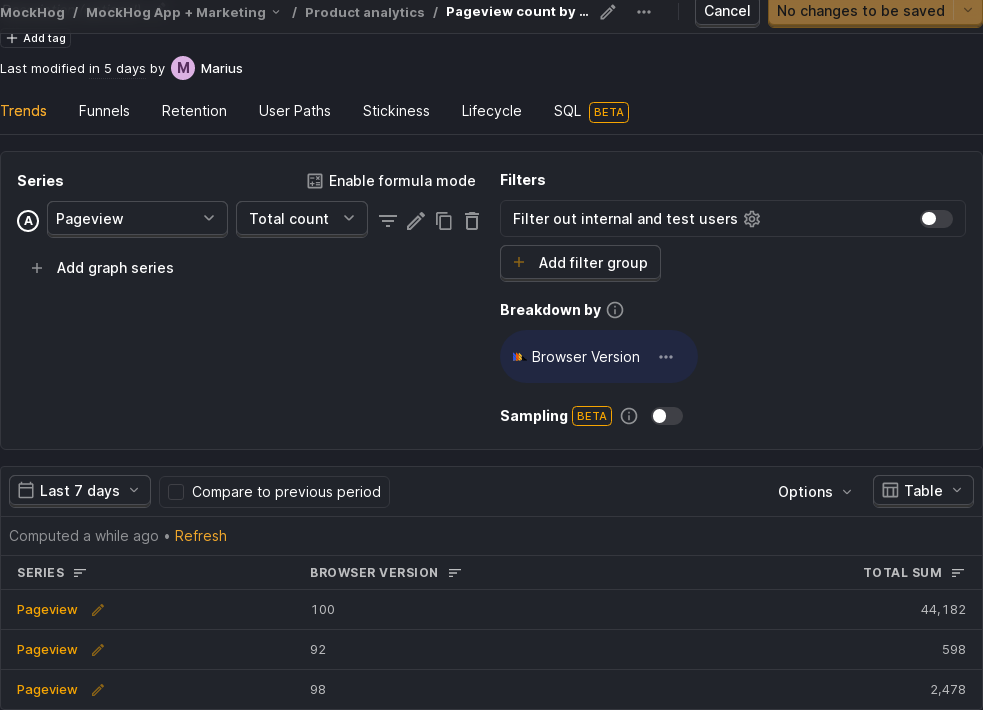 MockHog / MockHog App + Marketing / Product analytics / Pageview count by ... Cancel No changes to be saved
Add tag
Last modified in 5 days by M Marius
Trends Funnels Retention User Paths Stickiness Lifecycle SQL BETA
Series Enable formula mode
A Pageview Total count
Add graph series
Filters
Filter out internal and test users
Add filter group
Breakdown by
Browser Version
Sampling BETA
Last 7 days Compare to previous period Options Table
Computed a while ago • Refresh
SERIES BROWSER VERSION TOTAL SUM
Pageview 100 44,182
Pageview 92 598
Pageview 98 2,478